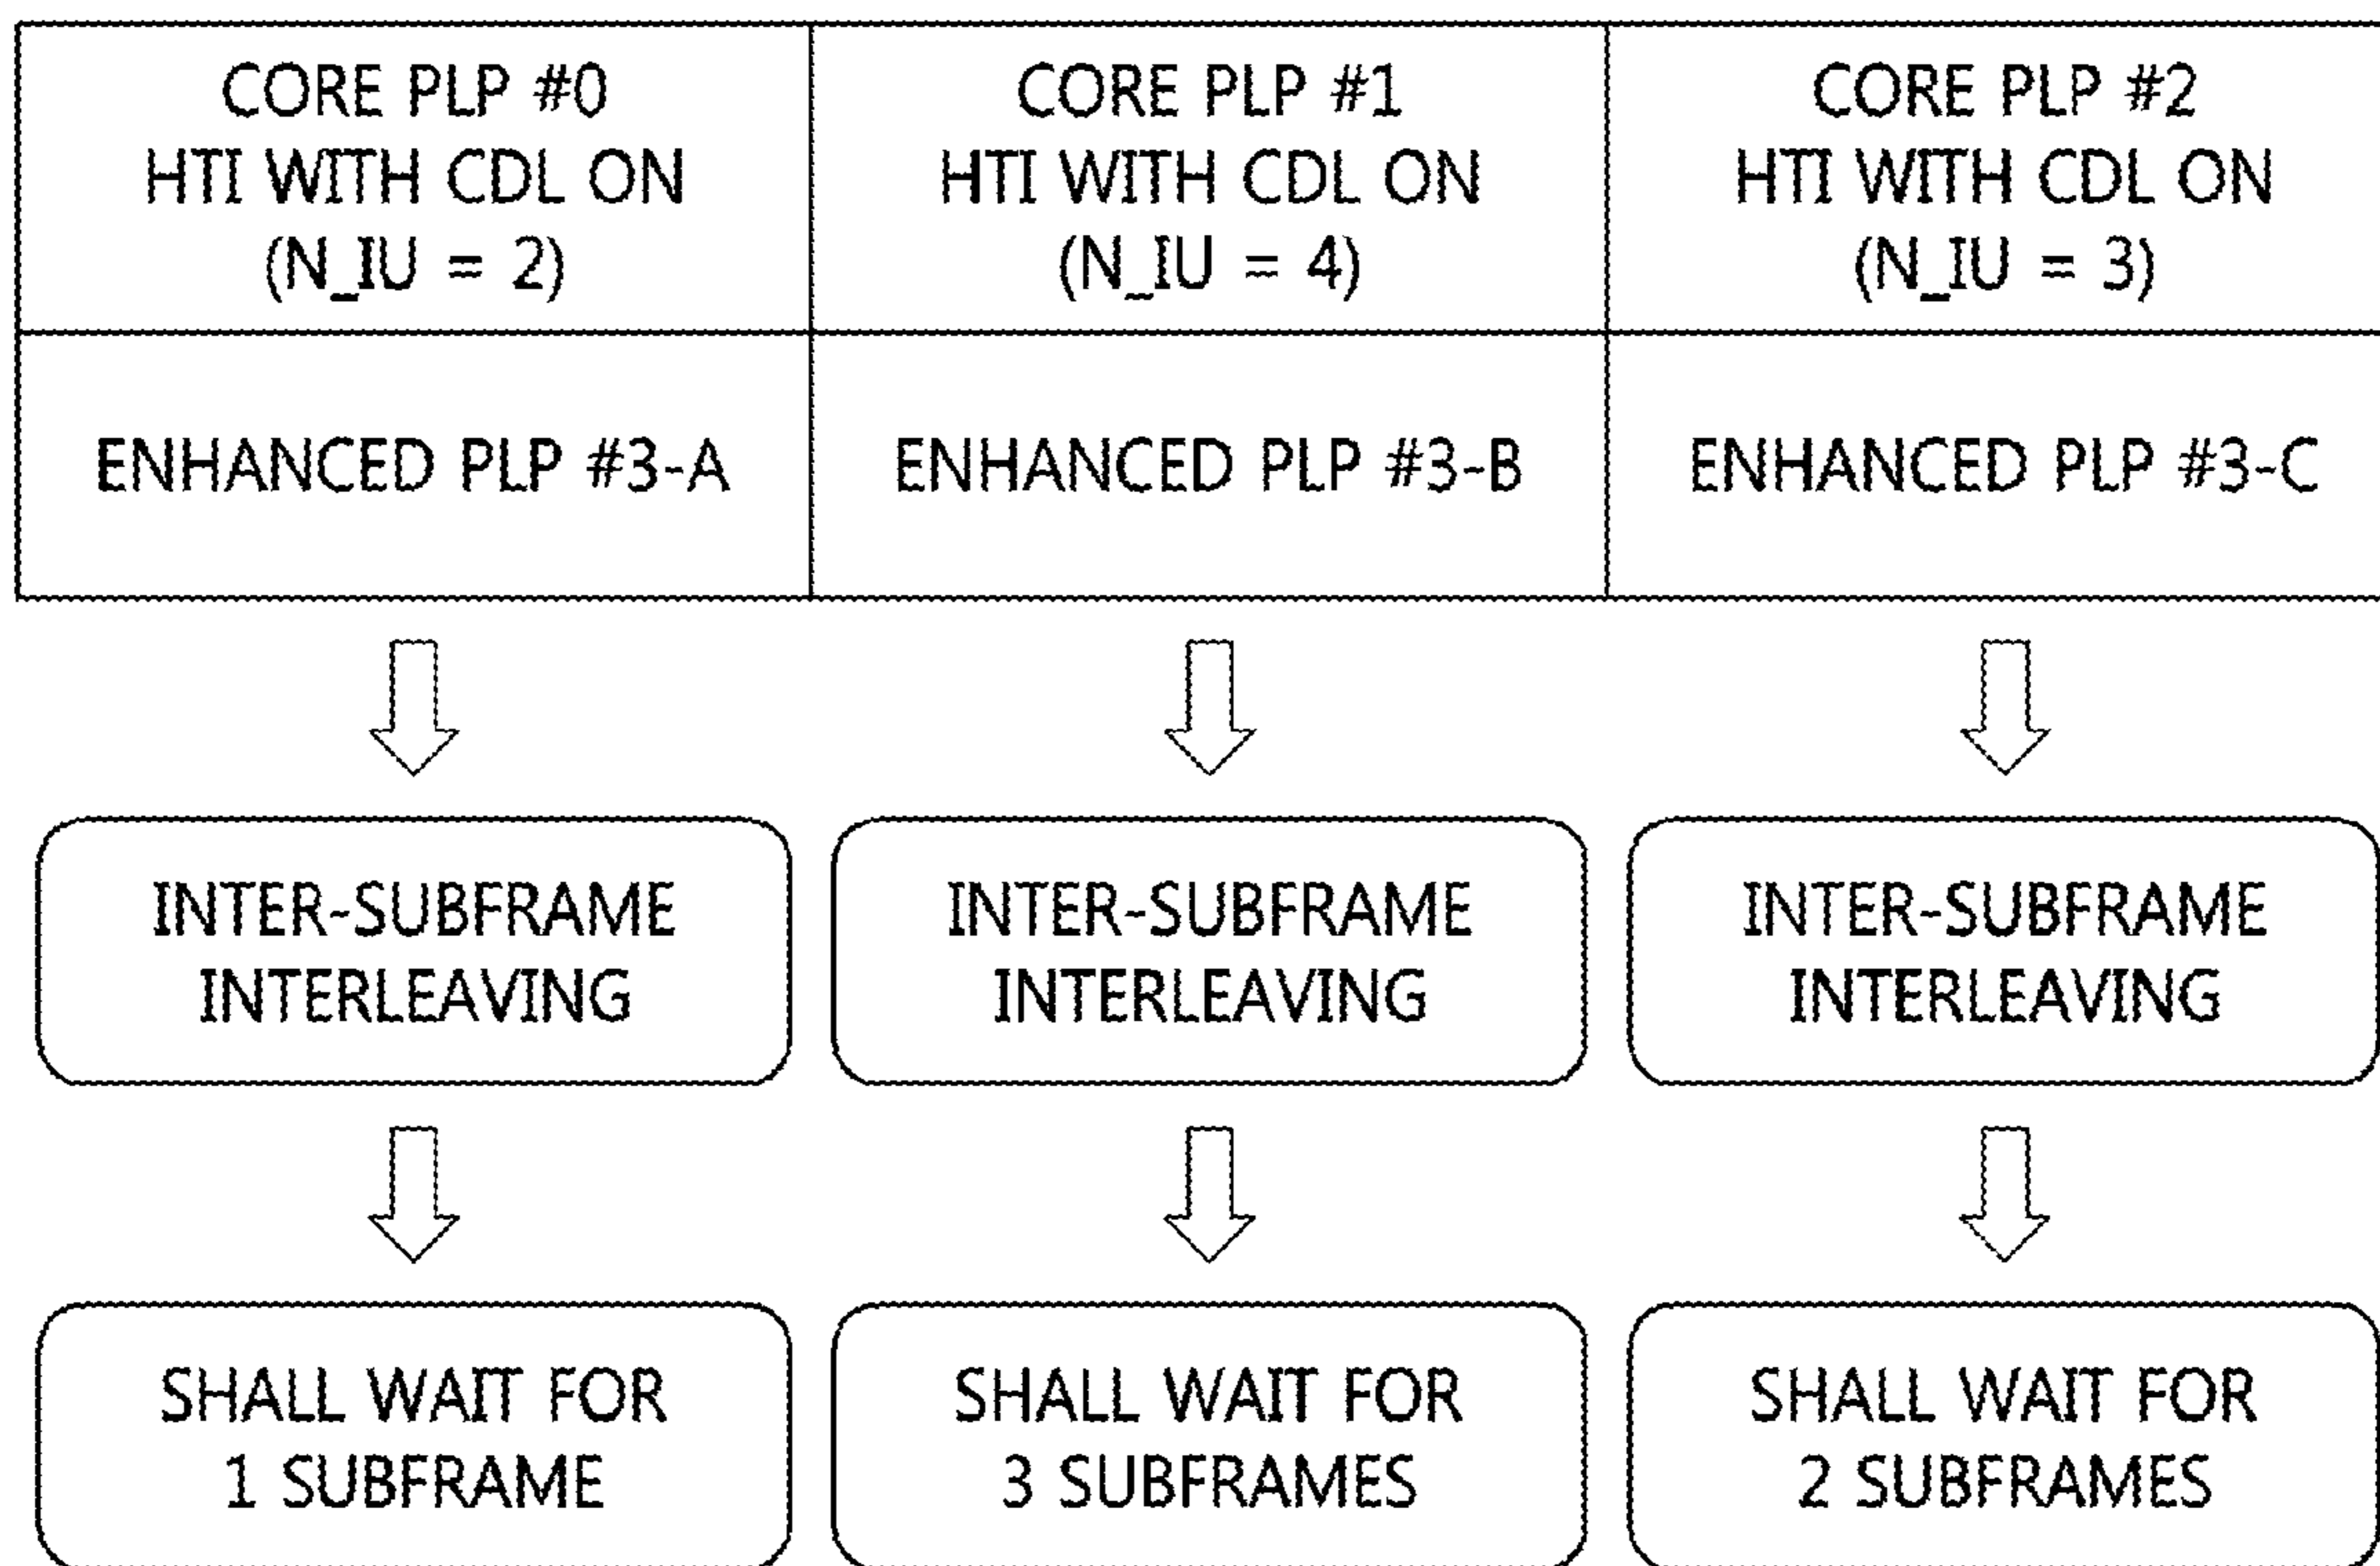 CORE PLP #0
HTI WITH CDL ON
(N_IU = 2)
CORE PLP #1
HTI WITH CDL ON
(N_IU = 4)
CORE PLP #2
HTI WITH CDL ON
(N_IU = 3)
ENHANCED PLP #3-A
ENHANCED PLP #3-B
ENHANCED PLP #3-C
INTER-SUBFRAME
INTERLEAVING
INTER-SUBFRAME
INTERLEAVING
INTER-SUBFRAME
INTERLEAVING
SHALL WAIT FOR
1 SUBFRAME
SHALL WAIT FOR
3 SUBFRAMES
SHALL WAIT FOR
2 SUBFRAMES